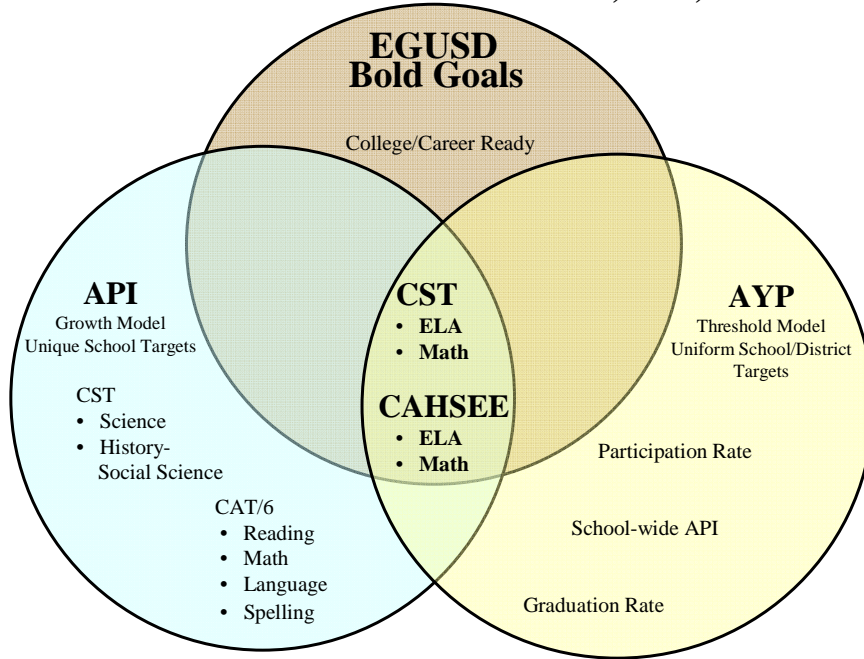 EGUSD
Bold Goals
College/Career Ready
API
Growth Model
Unique School Targets
CST
• Science
• History-
Social Science
CAT/6
• Reading
• Math
• Language
• Spelling
CST
• ELA
• Math
CAHSEE
• ELA
• Math
AYP
Threshold Model
Uniform School/District
Targets
Participation Rate
School-wide API
Graduation Rate